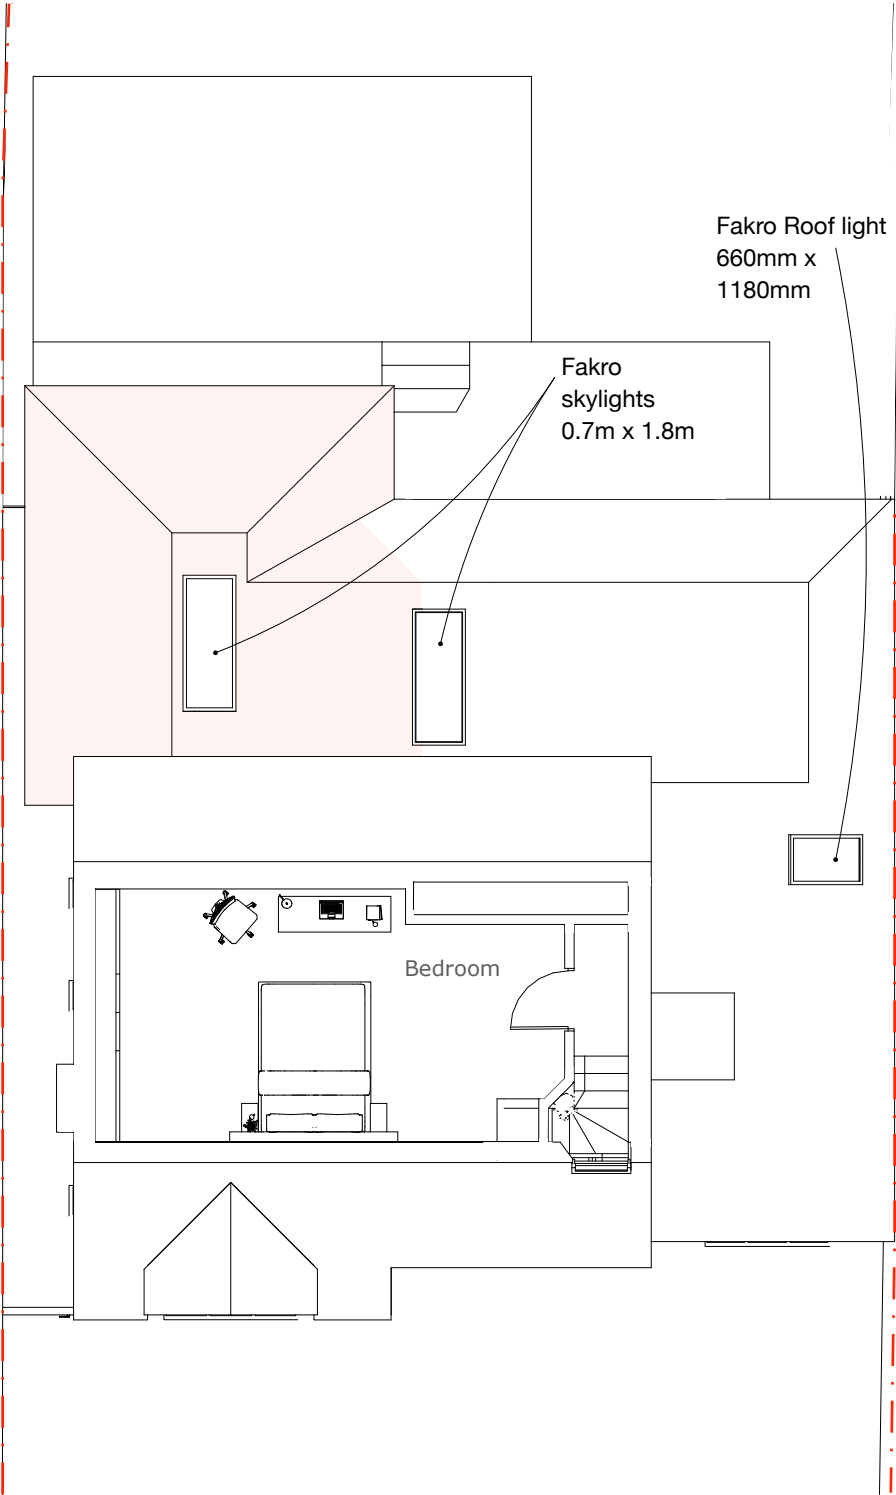 Fakro Roof light
660mm x
1180mm
Fakro
skylights
0.7m x 1.8m
Bedroom